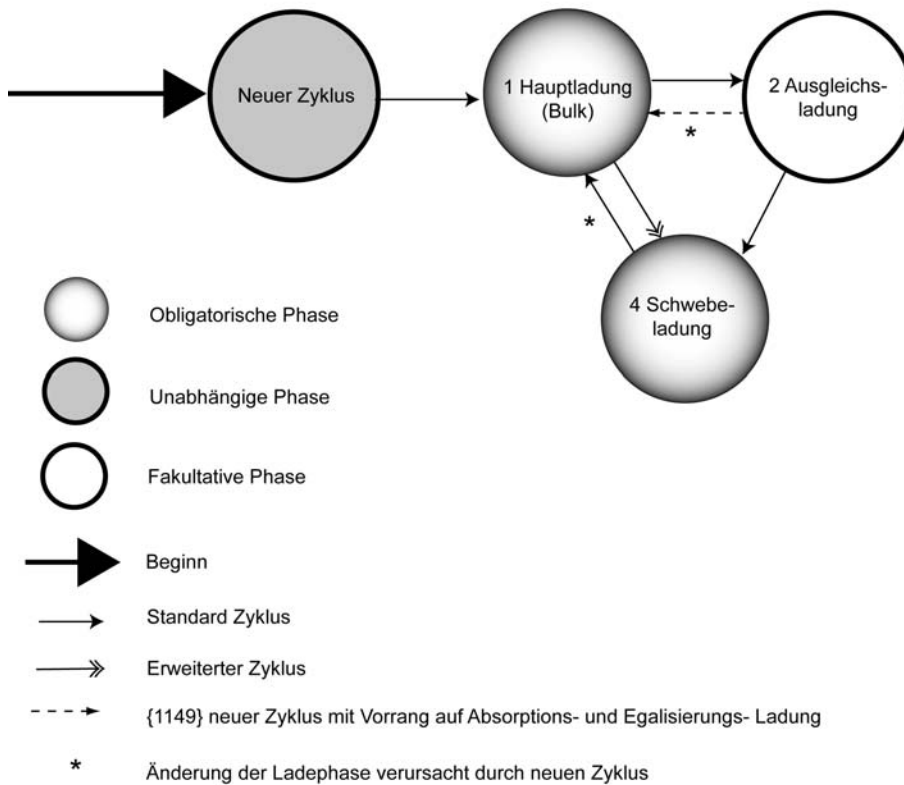 Neuer Zyklus
1 Hauptladung
(Bulk)
2 Ausgleichs-
ladung
*
*
4 Schwebe-
ladung
Obligatorische Phase
Unabhängige Phase
Fakultative Phase
Beginn
Standard Zyklus
Erweiterter Zyklus
{1149} neuer Zyklus mit Vorrang auf Absorptions- und Egalisierungs- Ladung
* Änderung der Ladephase verursacht durch neuen Zyklus